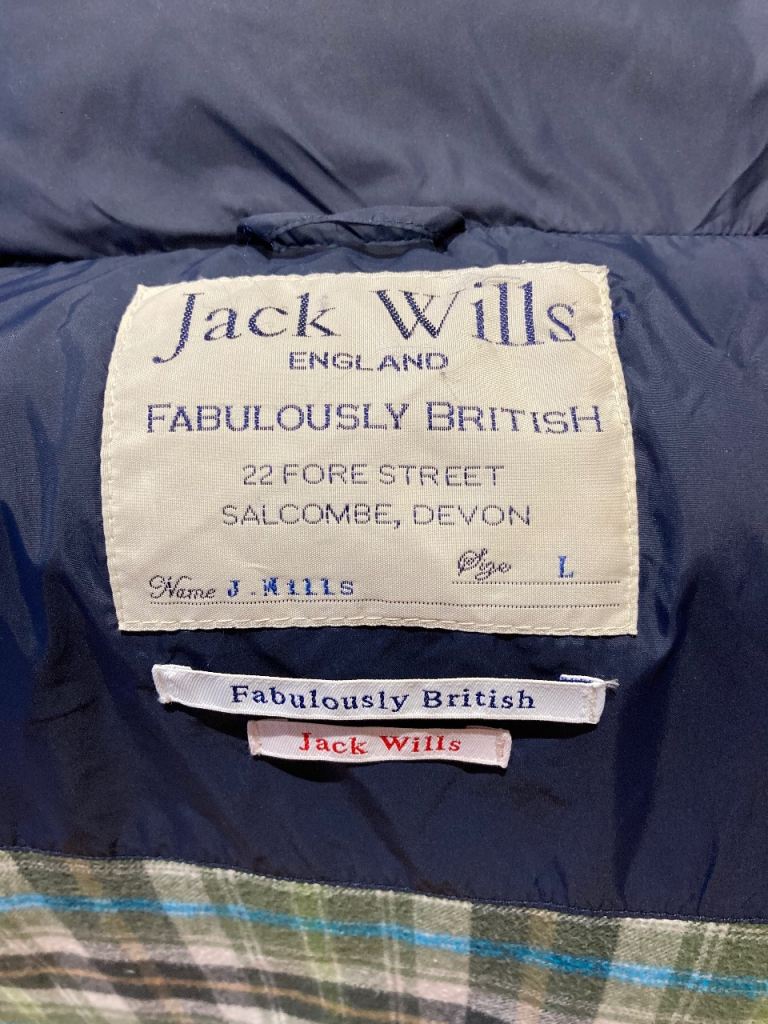 Jack Wills
ENGLAND
FABULOUSLY BRITISH
22 FORE STREET
SALCOMBE, DEVON
Size L
Name J. Wills
Fabulously British
Jack Wills